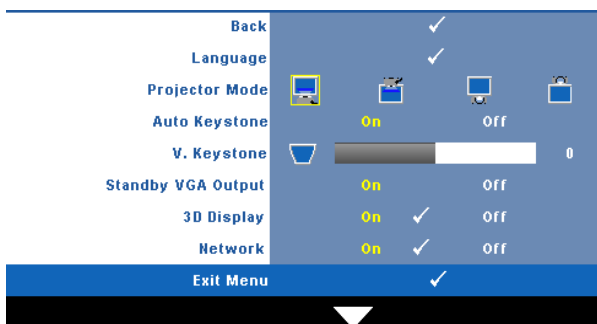 Back
Language
Projector Mode
Auto Keystone On Off
V. Keystone 0
Standby VGA Output On Off
3D Display On Off
Network On Off
Exit Menu